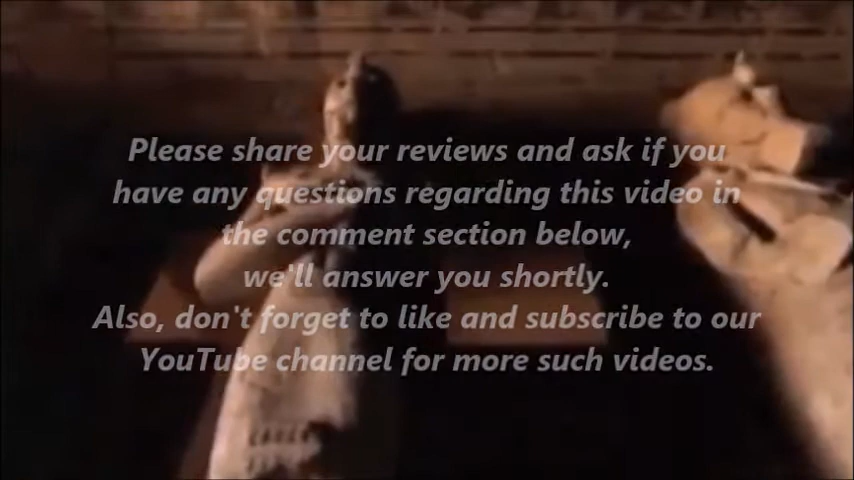 Please share your reviews and ask if you
have any questions regarding this video in
the comment section below,
we'll answer you shortly.
Also, don't forget to like and subscribe to our
YouTube channel for more such videos.